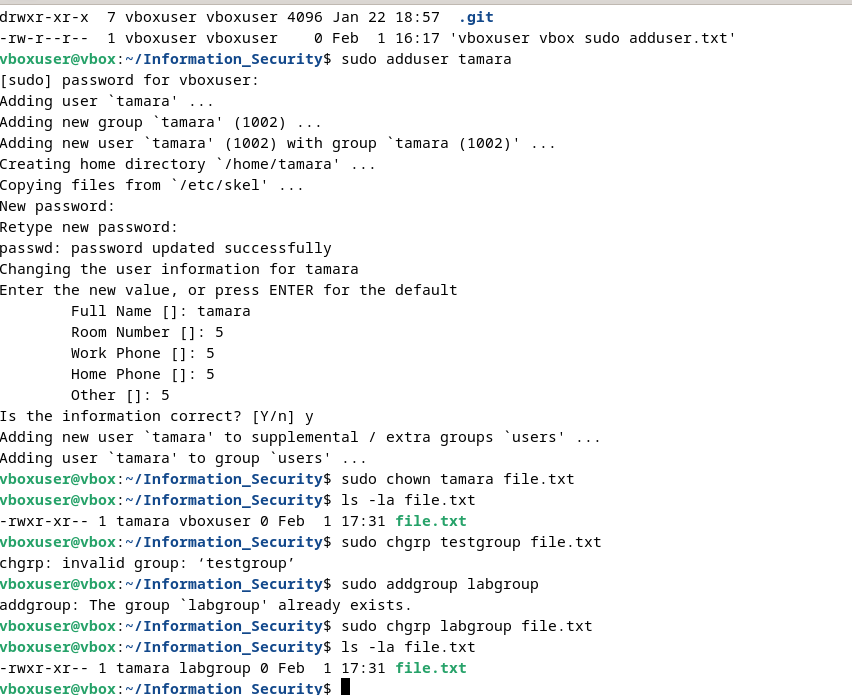 drwxr-xr-x  7 vboxuser vboxuser 4096 Jan 22 18:57  .git
-rw-r--r--  1 vboxuser vboxuser    0 Feb  1 16:17 'vboxuser vbox sudo adduser.txt'
vboxuser@vbox:~/Information_Security$ sudo adduser tamara
[sudo] password for vboxuser:
Adding user `tamara' ...
Adding new group `tamara' (1002) ...
Adding new user `tamara' (1002) with group `tamara (1002)' ...
Creating home directory `/home/tamara' ...
Copying files from `/etc/skel' ...
New password:
Retype new password:
passwd: password updated successfully
Changing the user information for tamara
Enter the new value, or press ENTER for the default
        Full Name []: tamara
        Room Number []: 5
        Work Phone []: 5
        Home Phone []: 5
        Other []: 5
Is the information correct? [Y/n] y
Adding new user `tamara' to supplemental / extra groups `users' ...
Adding user `tamara' to group `users' ...
vboxuser@vbox:~/Information_Security$ sudo chown tamara file.txt
vboxuser@vbox:~/Information_Security$ ls -la file.txt
-rwxr-xr-- 1 tamara vboxuser 0 Feb  1 17:31 file.txt
vboxuser@vbox:~/Information_Security$ sudo chgrp testgroup file.txt
chgrp: invalid group: ‘testgroup’
vboxuser@vbox:~/Information_Security$ sudo addgroup labgroup
addgroup: The group `labgroup' already exists.
vboxuser@vbox:~/Information_Security$ sudo chgrp labgroup file.txt
vboxuser@vbox:~/Information_Security$ ls -la file.txt
-rwxr-xr-- 1 tamara labgroup 0 Feb  1 17:31 file.txt
vboxuser@vbox:~/Information_Security$